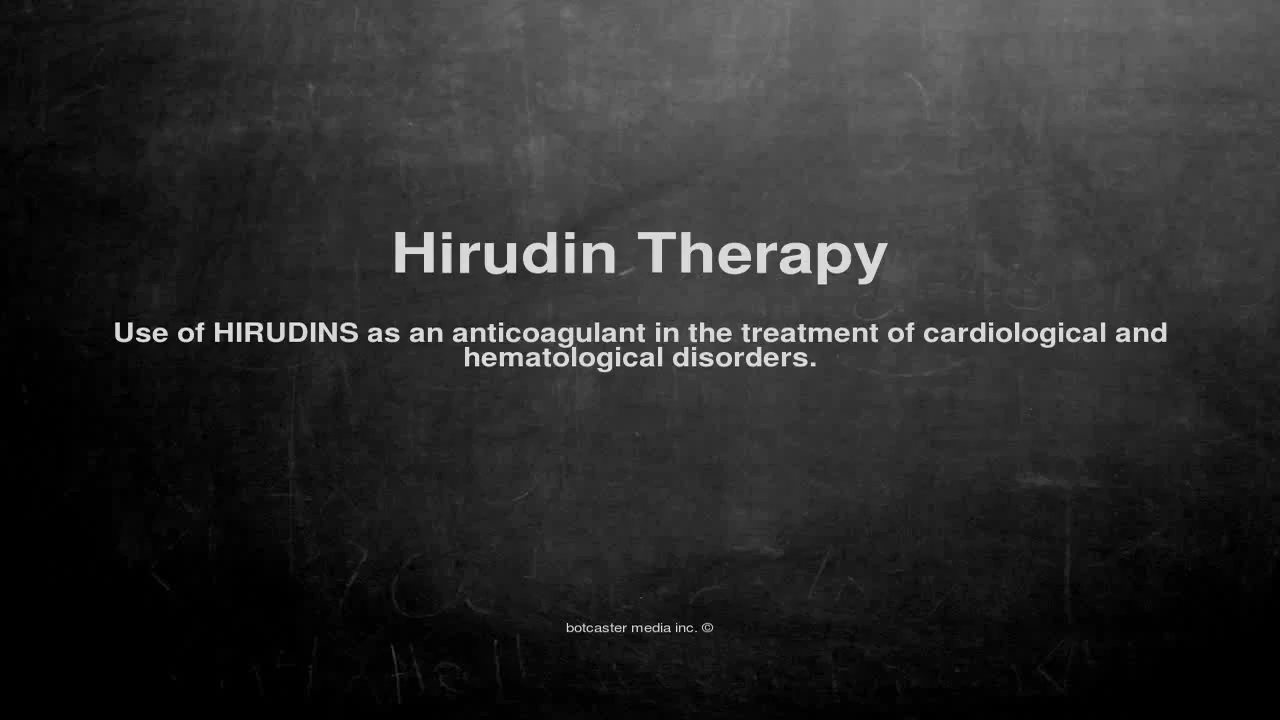 Hirudin Therapy
Use of HIRUDINS as an anticoagulant in the treatment of cardiological and
hematological disorders.
botcaster media inc. ©